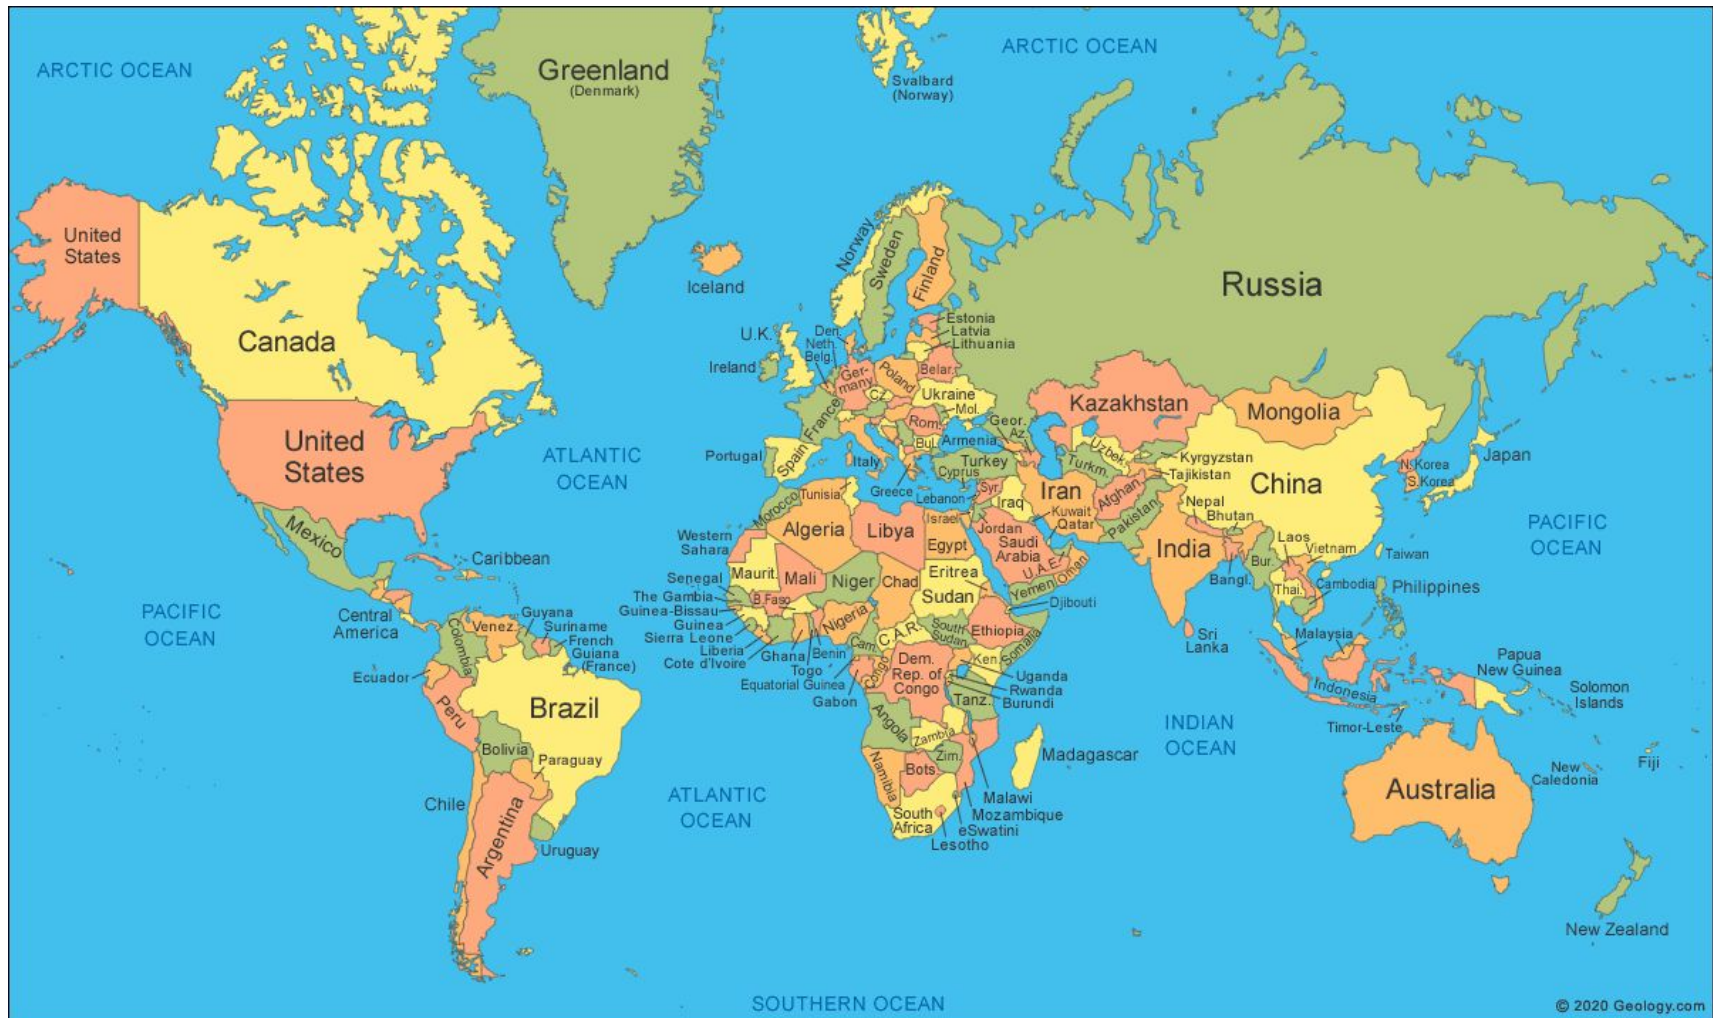 ARCTIC OCEAN
Greenland
(Denmark)
Svalbard
(Norway)
ARCTIC OCEAN
United
States
Canada
Iceland
Norway
Sweden
Finland
Russia
U.K.
Ireland
Den.
Neth.
Belg.
Estonia
Latvia
Lithuania
Ger-
many
Poland
Belar.
Cz.
Ukraine
Mol.
France
Rom.
Bul.
Spain
Portugal
Italy
Greece
Geor.
Az.
Armenia
Turkey
Cyprus
Lebanon
Syr.
Iraq
Iran
Kazakhstan
Uzbek.
Turkm.
Kyrgyzstan
Tajikistan
Afghan.
Pakistan
Mongolia
China
N.Korea
S.Korea
Japan
United
States
ATLANTIC
OCEAN
Mexico
Caribbean
Central
America
PACIFIC
OCEAN
Morocco
Tunisia
Algeria
Libya
Egypt
Israel
Jordan
Kuwait
Qatar
Saudi
Arabia
U.A.E.
Oman
Yemen
Western
Sahara
Maurit.
Mali
Niger
Chad
Eritrea
Sudan
Djibouti
Senegal
The Gambia
Guinea-Bissau
Guinea
Sierra Leone
Liberia
Cote d'Ivoire
B.Faso
Ghana
Togo
Benin
Nigeria
Cam.
C.A.R.
South
Sudan
Ethiopia
Somalia
Equatorial Guinea
Gabon
Congo
Dem.
Rep. of
Congo
Ken.
Uganda
Rwanda
Burundi
Tanz.
Angola
Zambia
Zim.
Namibia
Bots.
South
Africa
Malawi
Mozambique
eSwatini
Lesotho
Madagascar
Nepal
Bhutan
India
Bangl.
Bur.
Laos
Vietnam
Thai.
Cambodia
Taiwan
Philippines
Sri
Lanka
Malaysia
Indonesia
Timor-Leste
Papua
New Guinea
Solomon
Islands
PACIFIC
OCEAN
INDIAN
OCEAN
Venez.
Colombia
Guyana
Suriname
French
Guiana
(France)
Ecuador
Peru
Brazil
Bolivia
Paraguay
Chile
Argentina
Uruguay
ATLANTIC
OCEAN
Australia
New
Caledonia
Fiji
New Zealand
SOUTHERN OCEAN
© 2020 Geology.com